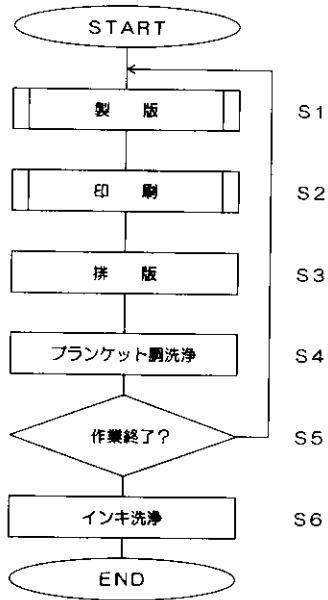 START
製　版 S1
印　刷 S2
排　版 S3
ブランケット胴洗浄 S4
作業終了? S5
インキ洗浄 S6
END